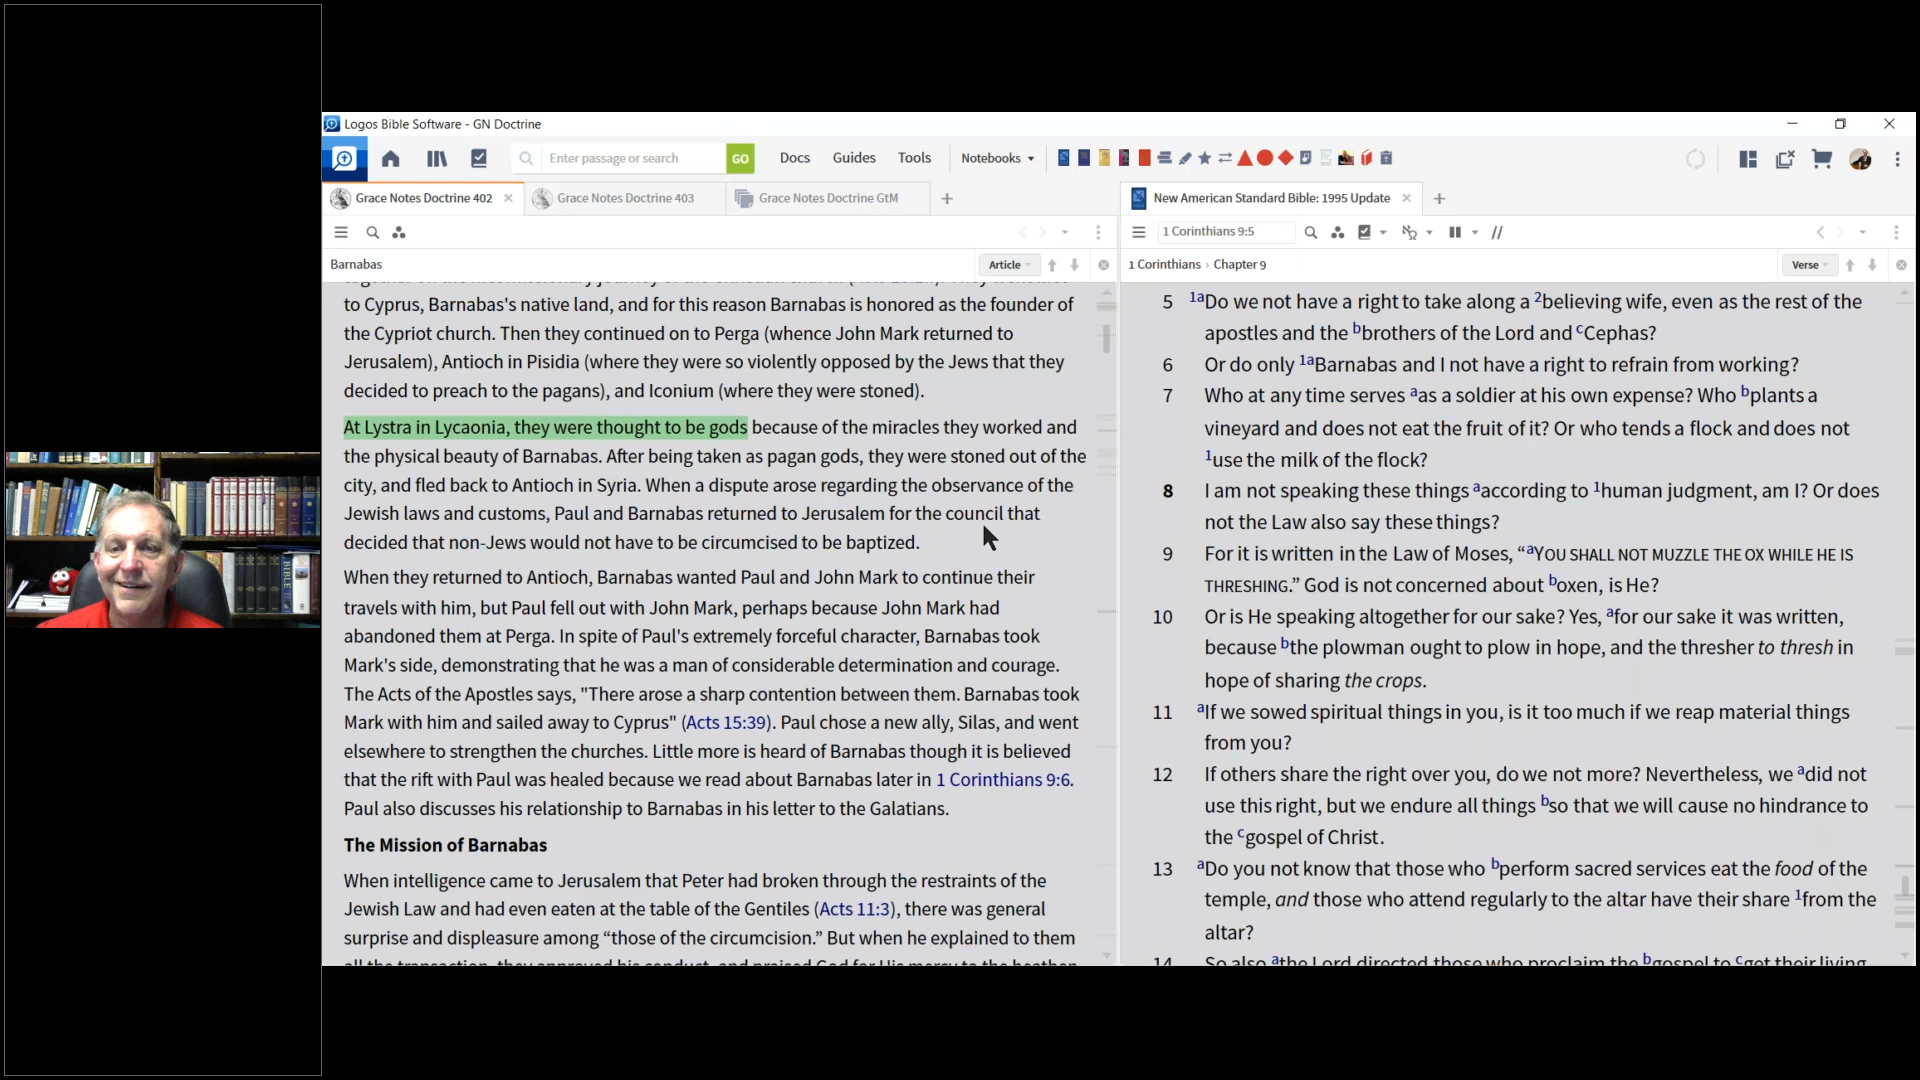 Logos Bible Software - GN Doctrine
Enter passage or search
GO
Docs
Guides
Tools
Notebooks
Grace Notes Doctrine 402
Grace Notes Doctrine 403
Grace Notes Doctrine GtM
Barnabas
Article
to Cyprus, Barnabas's native land, and for this reason Barnabas is honored as the founder of
the Cypriot church. Then they continued on to Perga (whence John Mark returned to
Jerusalem), Antioch in Pisidia (where they were so violently opposed by the Jews that they
decided to preach to the pagans), and Iconium (where they were stoned).
At Lystra in Lycaonia, they were thought to be gods because of the miracles they worked and
the physical beauty of Barnabas. After being taken as pagan gods, they were stoned out of the
city, and fled back to Antioch in Syria. When a dispute arose regarding the observance of the
Jewish laws and customs, Paul and Barnabas returned to Jerusalem for the council that
decided that non-Jews would not have to be circumcised to be baptized.
When they returned to Antioch, Barnabas wanted Paul and John Mark to continue their
travels with him, but Paul fell out with John Mark, perhaps because John Mark had
abandoned them at Perga. In spite of Paul's extremely forceful character, Barnabas took
Mark's side, demonstrating that he was a man of considerable determination and courage.
The Acts of the Apostles says, "There arose a sharp contention between them. Barnabas took
Mark with him and sailed away to Cyprus" (Acts 15:39). Paul chose a new ally, Silas, and went
elsewhere to strengthen the churches. Little more is heard of Barnabas though it is believed
that the rift with Paul was healed because we read about Barnabas later in 1 Corinthians 9:6.
Paul also discusses his relationship to Barnabas in his letter to the Galatians.
The Mission of Barnabas
When intelligence came to Jerusalem that Peter had broken through the restraints of the
Jewish Law and had even eaten at the table of the Gentiles (Acts 11:3), there was general
surprise and displeasure among “those of the circumcision.” But when he explained to them
all the transaction, they approved his conduct, and praised God for His mercy to the heathen
New American Standard Bible: 1995 Update
1 Corinthians 9:5
1 Corinthians › Chapter 9
Verse
5 1aDo we not have a right to take along a 2believing wife, even as the rest of the
apostles and the bbrothers of the Lord and cCephas?
6 Or do only 1aBarnabas and I not have a right to refrain from working?
7 Who at any time serves aas a soldier at his own expense? Who bplants a
vineyard and does not eat the fruit of it? Or who tends a flock and does not
1use the milk of the flock?
8 I am not speaking these things aaccording to 1human judgment, am I? Or does
not the Law also say these things?
9 For it is written in the Law of Moses, “aYOU SHALL NOT MUZZLE THE OX WHILE HE IS
THRESHING.” God is not concerned about boxen, is He?
10 Or is He speaking altogether for our sake? Yes, afor our sake it was written,
because bthe plowman ought to plow in hope, and the thresher to thresh in
hope of sharing the crops.
11 aIf we sowed spiritual things in you, is it too much if we reap material things
from you?
12 If others share the right over you, do we not more? Nevertheless, we adid not
use this right, but we endure all things bso that we will cause no hindrance to
the cgospel of Christ.
13 aDo you not know that those who bperform sacred services eat the food of the
temple, and those who attend regularly to the altar have their share 1from the
altar?
14 So also athe Lord directed those who proclaim the bgospel to cget their living